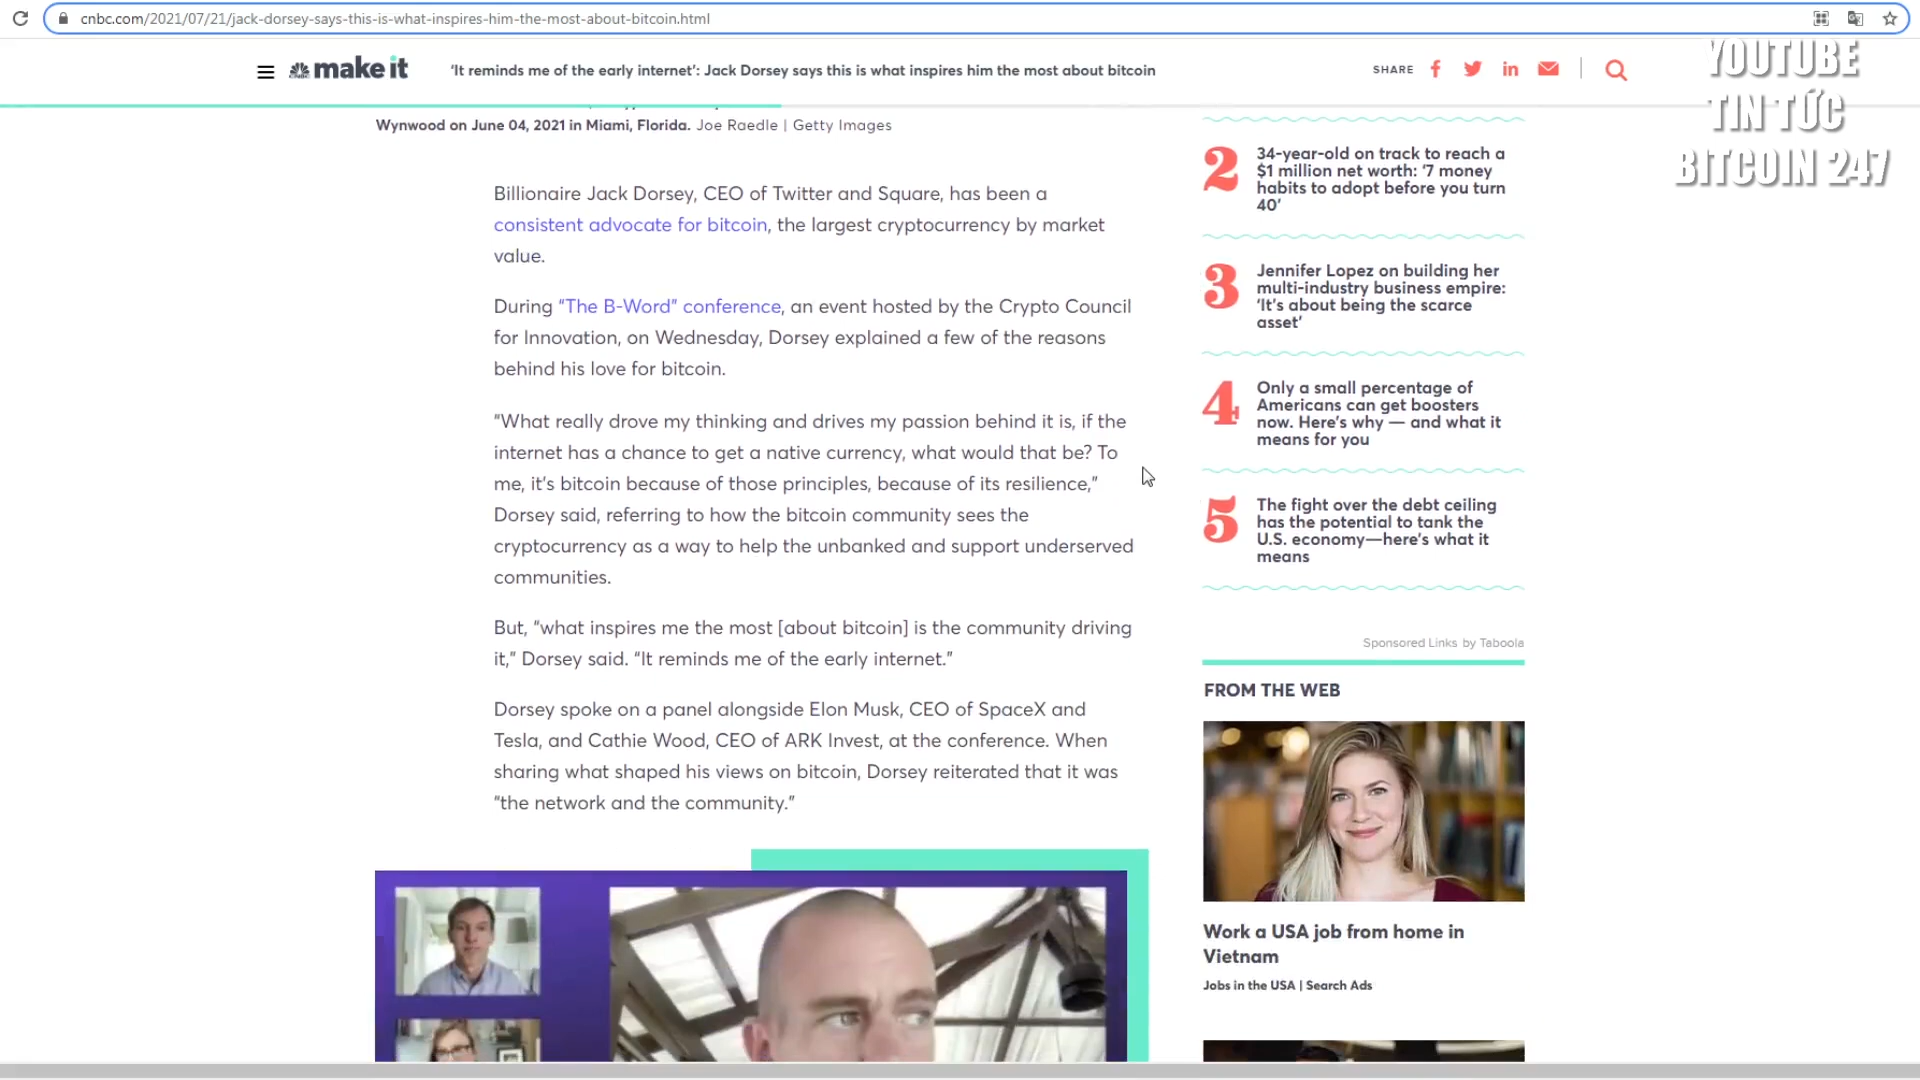 cnbc.com/2021/07/21/jack-dorsey-says-this-is-what-inspires-him-the-most-about-bitcoin.html
make it
‘It reminds me of the early internet’: Jack Dorsey says this is what inspires him the most about bitcoin
SHARE
YOUTUBE
TIN TỨC
BITCOIN 247
Wynwood on June 04, 2021 in Miami, Florida. Joe Raedle | Getty Images
Billionaire Jack Dorsey, CEO of Twitter and Square, has been a
consistent advocate for bitcoin, the largest cryptocurrency by market
value.
During “The B-Word” conference, an event hosted by the Crypto Council
for Innovation, on Wednesday, Dorsey explained a few of the reasons
behind his love for bitcoin.
“What really drove my thinking and drives my passion behind it is, if the
internet has a chance to get a native currency, what would that be? To
me, it’s bitcoin because of those principles, because of its resilience,”
Dorsey said, referring to how the bitcoin community sees the
cryptocurrency as a way to help the unbanked and support underserved
communities.
But, “what inspires me the most [about bitcoin] is the community driving
it,” Dorsey said. “It reminds me of the early internet.”
Dorsey spoke on a panel alongside Elon Musk, CEO of SpaceX and
Tesla, and Cathie Wood, CEO of ARK Invest, at the conference. When
sharing what shaped his views on bitcoin, Dorsey reiterated that it was
“the network and the community.”
2
34-year-old on track to reach a
$1 million net worth: ‘7 money
habits to adopt before you turn
40’
3
Jennifer Lopez on building her
multi-industry business empire:
‘It’s about being the scarce
asset’
4
Only a small percentage of
Americans can get boosters
now. Here’s why — and what it
means for you
5
The fight over the debt ceiling
has the potential to tank the
U.S. economy—here’s what it
means
Sponsored Links by Taboola
FROM THE WEB
Work a USA job from home in
Vietnam
Jobs in the USA | Search Ads